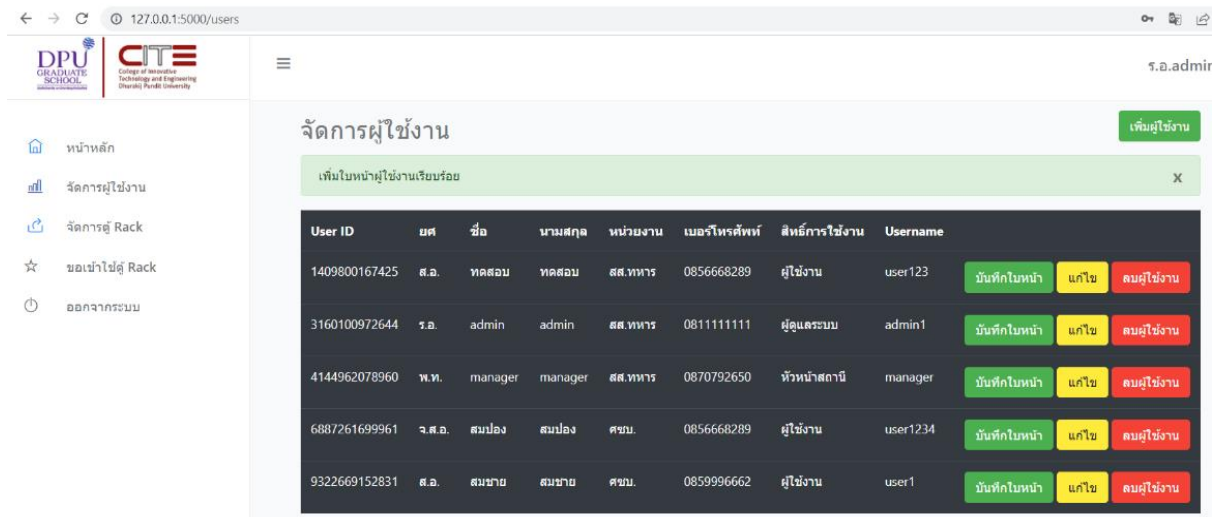 127.0.0.1:5000/users
DPU
GRADUATE
SCHOOL
CITE
College of Innovative
Technology and Engineering
Dhurakij Pundit University
ร.อ.admin
หน้าหลัก
จัดการผู้ใช้งาน
จัดการตู้ Rack
ขอเข้าใช้ตู้ Rack
ออกจากระบบ
จัดการผู้ใช้งาน
เพิ่มผู้ใช้งาน
เพิ่มใบหน้าผู้ใช้งานเรียบร้อย
X
User ID ยศ ชื่อ นามสกุล หน่วยงาน เบอร์โทรศัพท์ สิทธิ์การใช้งาน Username
1409800167425 ส.อ. ทดสอบ ทดสอบ สส.ทหาร 0856668289 ผู้ใช้งาน user123 บันทึกใบหน้า แก้ไข ลบผู้ใช้งาน
3160100972644 ร.อ. admin admin สส.ทหาร 0811111111 ผู้ดูแลระบบ admin1 บันทึกใบหน้า แก้ไข ลบผู้ใช้งาน
4144962078960 พ.ท. manager manager สส.ทหาร 0870792650 หัวหน้าสถานี manager บันทึกใบหน้า แก้ไข ลบผู้ใช้งาน
6887261699961 จ.ส.อ. สมปอง สมปอง ศซบ. 0856668289 ผู้ใช้งาน user1234 บันทึกใบหน้า แก้ไข ลบผู้ใช้งาน
9322669152831 ส.อ. สมชาย สมชาย ศซบ. 0859996662 ผู้ใช้งาน user1 บันทึกใบหน้า แก้ไข ลบผู้ใช้งาน